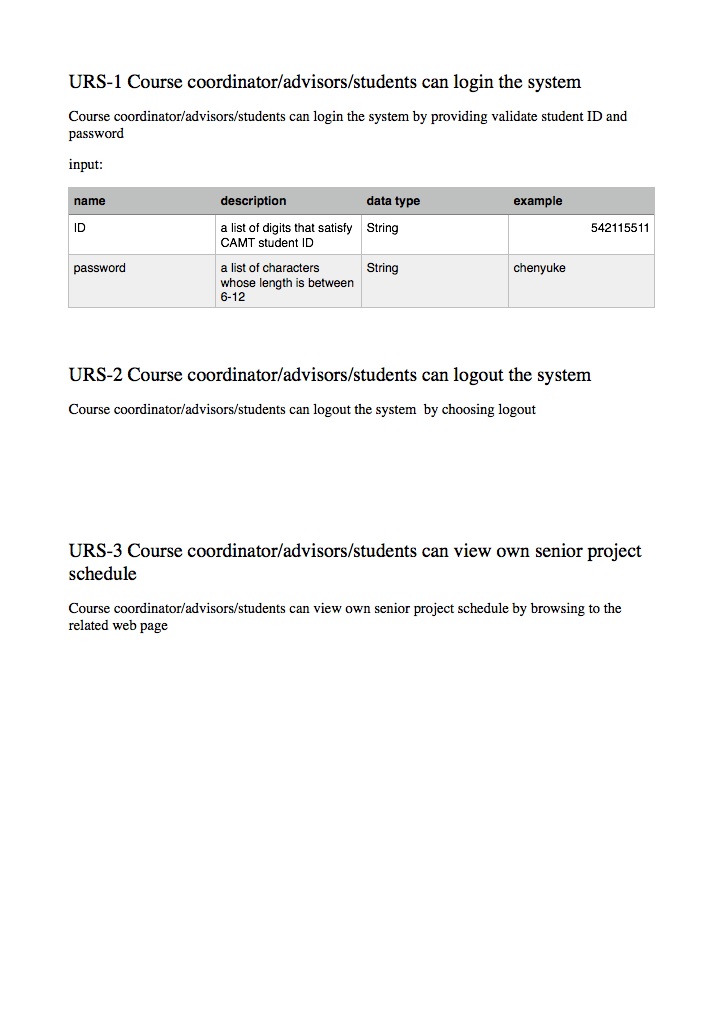 URS-1 Course coordinator/advisors/students can login the system
Course coordinator/advisors/students can login the system by providing validate student ID and
password
input:
name description data type example
ID a list of digits that satisfy String 542115511
CAMT student ID
password a list of characters String chenyuke
whose length is between
6-12
URS-2 Course coordinator/advisors/students can logout the system
Course coordinator/advisors/students can logout the system  by choosing logout
URS-3 Course coordinator/advisors/students can view own senior project
schedule
Course coordinator/advisors/students can view own senior project schedule by browsing to the
related web page